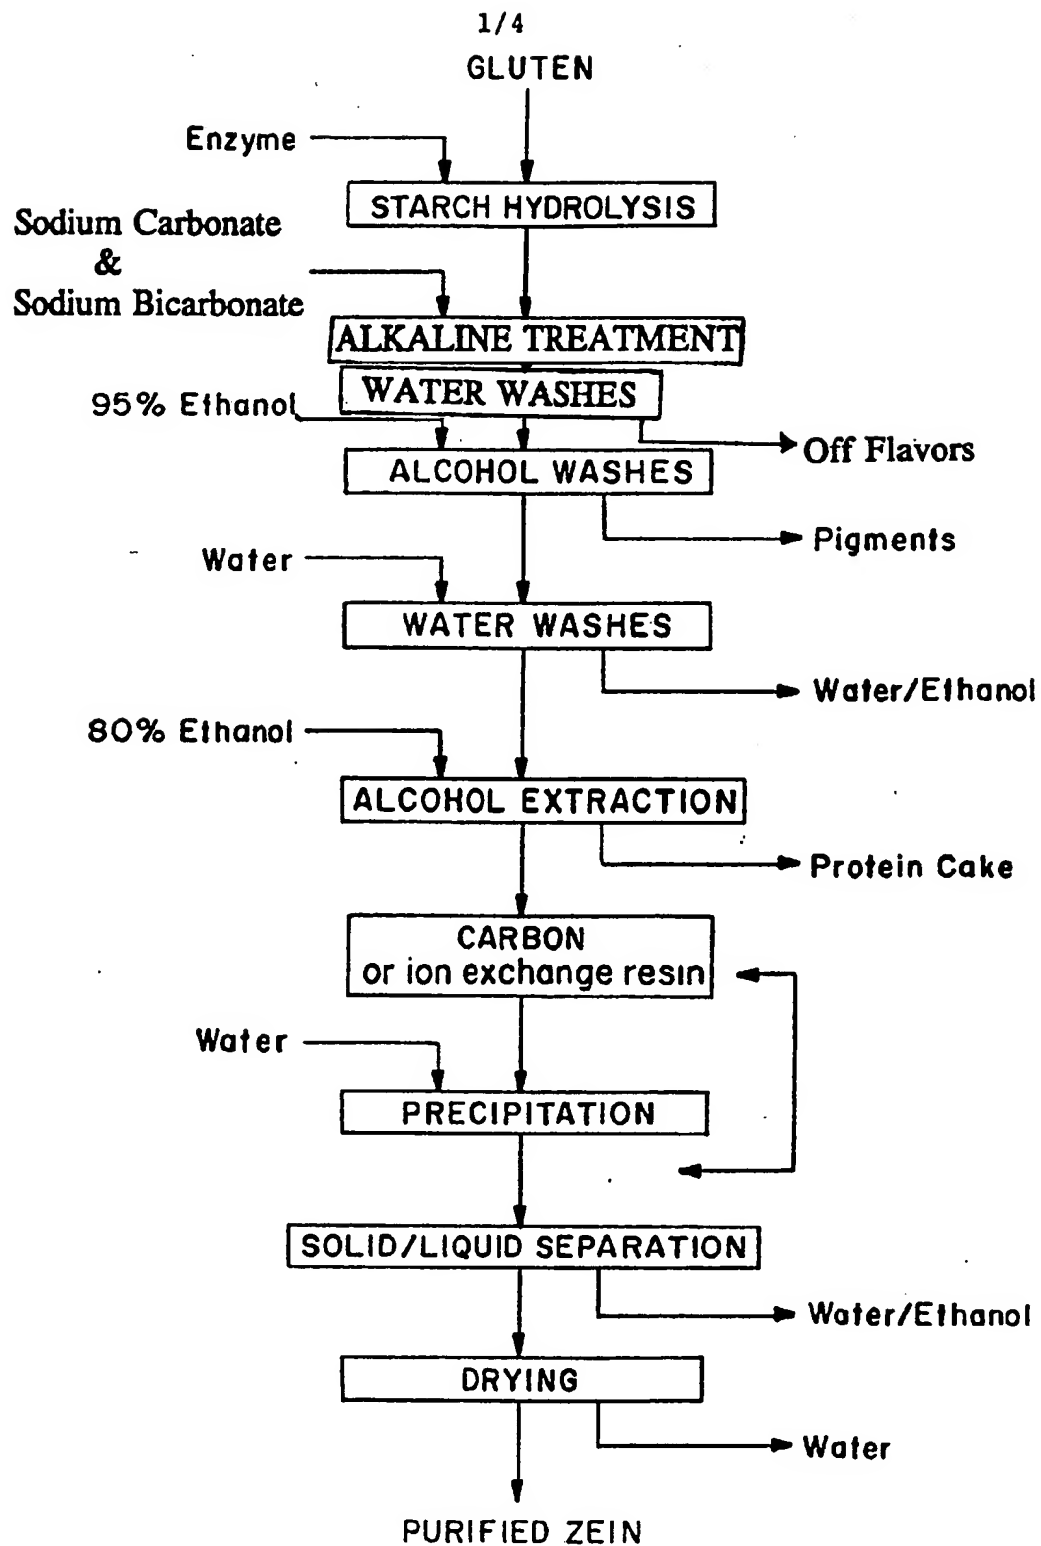 1/4
GLUTEN
Enzyme
STARCH HYDROLYSIS
Sodium Carbonate
&
Sodium Bicarbonate
ALKALINE TREATMENT
WATER WASHES
95% Ethanol
Off Flavors
ALCOHOL WASHES
Pigments
Water
WATER WASHES
Water/Ethanol
80% Ethanol
ALCOHOL EXTRACTION
Protein Cake
CARBON
or ion exchange resin
Water
PRECIPITATION
SOLID/LIQUID SEPARATION
Water/Ethanol
DRYING
Water
PURIFIED ZEIN